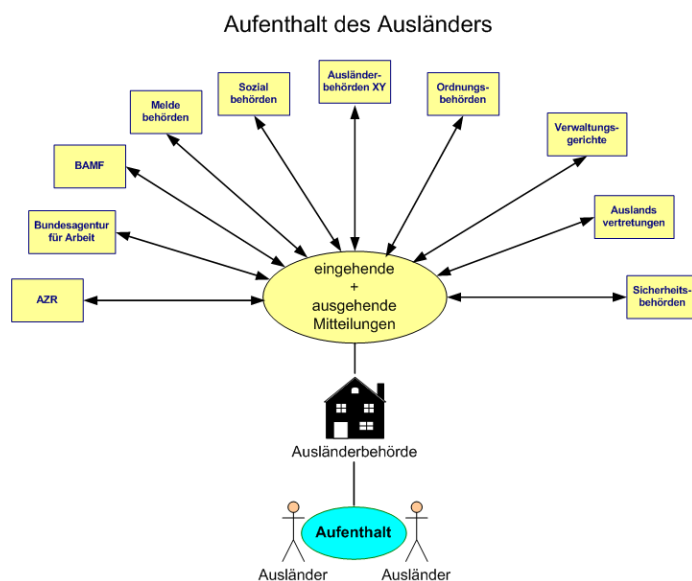 Aufenthalt des Ausländers
Ausländer-
behörden XY
Sozial
behörden
Ordnungs-
behörden
Melde
behörden
Verwaltungs-
gerichte
BAMF
Auslands
vertretungen
Bundesagentur
für Arbeit
AZR
Sicherheits-
behörden
eingehende
+
ausgehende
Mitteilungen
Ausländerbehörde
Aufenthalt
Ausländer
Ausländer